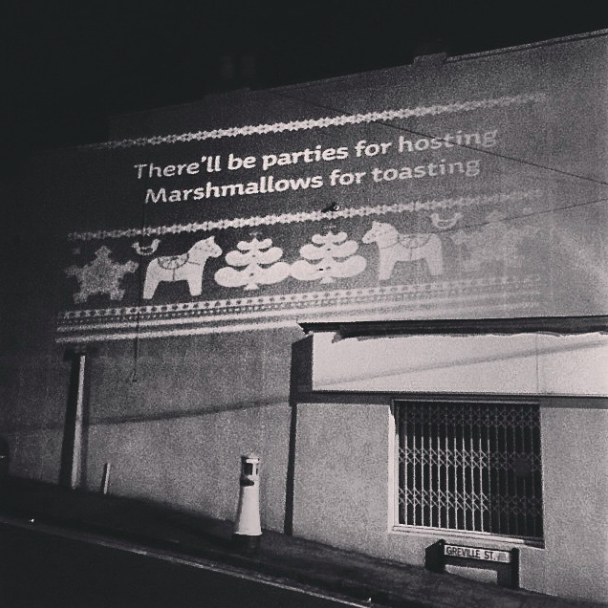 There'll be parties for hosting
Marshmallows for toasting
GREVILLE ST.